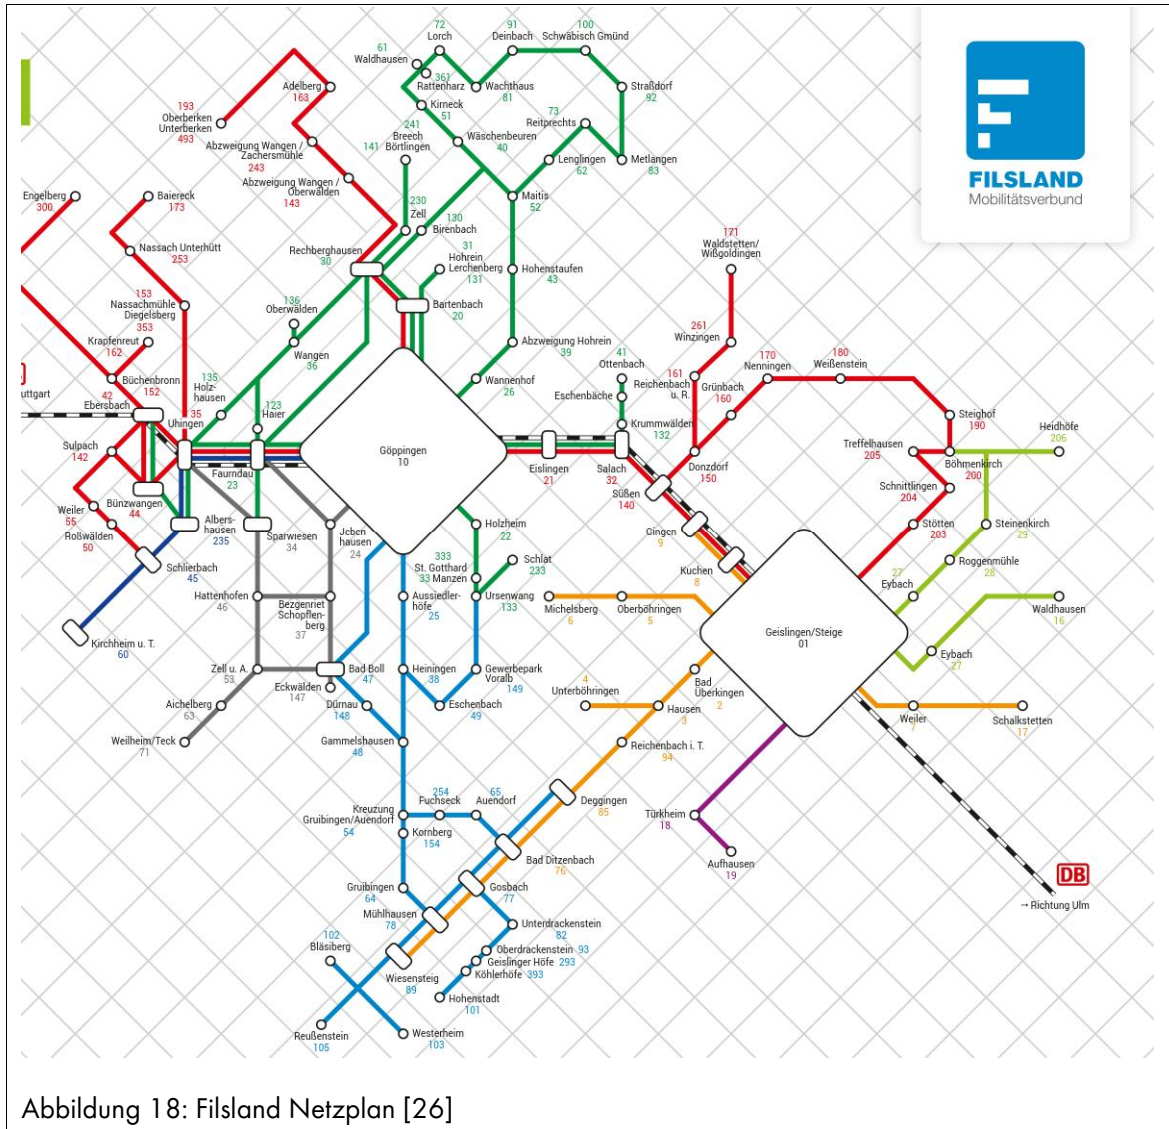 72
Lorch
91
Deinbach
100
Schwäbisch Gmünd
61
Waldhausen
361
Rattenharz
Wachthaus
81
Straßdorf
92
Adelberg
163
193
Oberberken
Unterberken
493
Kirneck
51
73
Reitprechts
241
Breech
Börtlingen
141
Wäschenbeuren
40
Abzweigung Wangen /
Zachersmühle
243
Lenglingen
62
Metlangen
83
Abzweigung Wangen /
Oberwälden
143
FILSLAND
Mobilitätsverbund
Engelberg
300
Baiereck
173
Maitis
52
230
Zell
130
Birenbach
171
Waldstetten/
Wißgoldingen
Nassach Unterhütt
253
Rechberghausen
30
31
Hohrein
Lerchenberg
131
Hohenstaufen
43
153
Nassachmühle
Diegelsberg
353
136
Oberwälden
Bartenbach
20
261
Winzingen
Krapfenreut
162
Wangen
36
Abzweigung Hohrein
39
41
Ottenbach
170
Nenningen
180
Weißenstein
Büchenbronn
152
135
Holz-
hausen
Wannenhof
26
Eschenbäche
161
Reichenbach
u. R.
Grünbach
160
uttgart
42
Ebersbach
35
Uhingen
123
Haier
Krummwälden
132
Steighof
190
Heidhöfe
206
Sulpach
142
Göppingen
10
Treffelhausen
205
Böhmenkirch
200
Faurndau
23
Eislingen
21
Salach
32
Donzdorf
150
Süßen
140
Schnittlingen
204
Bünzwangen
44
Weiler
55
Roßwälden
50
Albers-
hausen
235
Sparwiesen
34
Jeben
hausen
24
Holzheim
22
Gingen
9
Stötten
203
Steinenkirch
29
333
St. Gotthard
33 Manzen
Schlat
233
Kuchen
8
Roggenmühle
28
Schlierbach
45
27
Eybach
Hattenhofen
46
Bezgenriet
Schopflen-
berg
37
Aussiedler-
höfe
25
Ursenwang
133
Michelsberg
6
Oberböhringen
5
Waldhausen
16
Kirchheim u. T.
60
Geislingen/Steige
01
Eybach
27
Zell u. A.
53
Bad Boll
47
Heiningen
38
Gewerbepark
Voralb
149
Bad
Überkingen
2
Eckwälden
147
4
Unterböhringen
Aichelberg
63
Dürnau
148
Eschenbach
49
Hausen
3
Weiler
7
Schalkstetten
17
Weilheim/Teck
71
Gammelshausen
48
Reichenbach i. T.
94
254
Fuchseck
65
Auendorf
Deggingen
85
Kreuzung
Gruibingen/Auendorf
54
Türkheim
18
Kornberg
154
Bad Ditzenbach
76
Aufhausen
19
Gruibingen
64
Gosbach
77
DB
→ Richtung Ulm
Mühlhausen
78
Unterdrackenstein
82
102
Bläsiberg
Oberdrackenstein 93
Geislinger Höfe 293
Köhlerhöfe 393
Wiesensteig
89
Hohenstadt
101
Reußenstein
105
Westerheim
103
Abbildung 18: Filsland Netzplan [26]